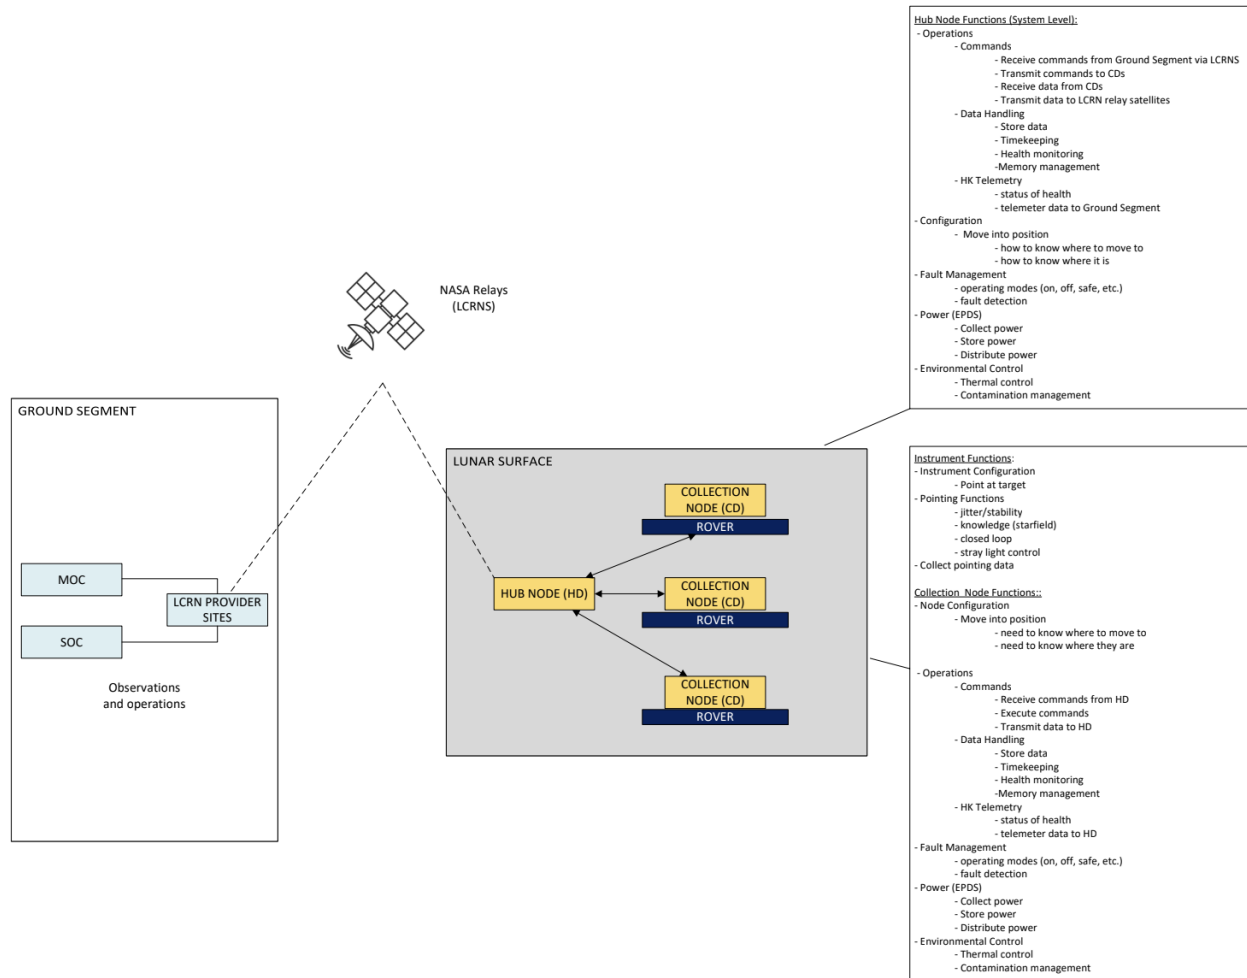 Hub Node Functions (System Level):
- Operations
- Commands
- Receive commands from Ground Segment via LCRNS
- Transmit commands to CDs
- Receive data from CDs
- Transmit data to LCRN relay satellites
- Data Handling
- Store data
- Timekeeping
- Health monitoring
-Memory management
- HK Telemetry
- status of health
- telemeter data to Ground Segment
- Configuration
- Move into position
- how to know where to move to
- how to know where it is
- Fault Management
- operating modes (on, off, safe, etc.)
- fault detection
- Power (EPDS)
- Collect power
- Store power
- Distribute power
- Environmental Control
- Thermal control
- Contamination management
NASA Relays
(LCRNS)
GROUND SEGMENT
MOC
LCRN PROVIDER
SITES
SOC
Observations
and operations
LUNAR SURFACE
COLLECTION
NODE (CD)
ROVER
HUB NODE (HD)
COLLECTION
NODE (CD)
ROVER
COLLECTION
NODE (CD)
ROVER
Instrument Functions:
- Instrument Configuration
- Point at target
- Pointing Functions
- jitter/stability
- knowledge (starfield)
- closed loop
- stray light control
- Collect pointing data
Collection  Node Functions::
- Node Configuration
- Move into position
- need to know where to move to
- need to know where they are
- Operations
- Commands
- Receive commands from HD
- Execute commands
- Transmit data to HD
- Data Handling
- Store data
- Timekeeping
- Health monitoring
-Memory management
- HK Telemetry
- status of health
- telemeter data to HD
- Fault Management
- operating modes (on, off, safe, etc.)
- fault detection
- Power (EPDS)
- Collect power
- Store power
- Distribute power
- Environmental Control
- Thermal control
- Contamination management